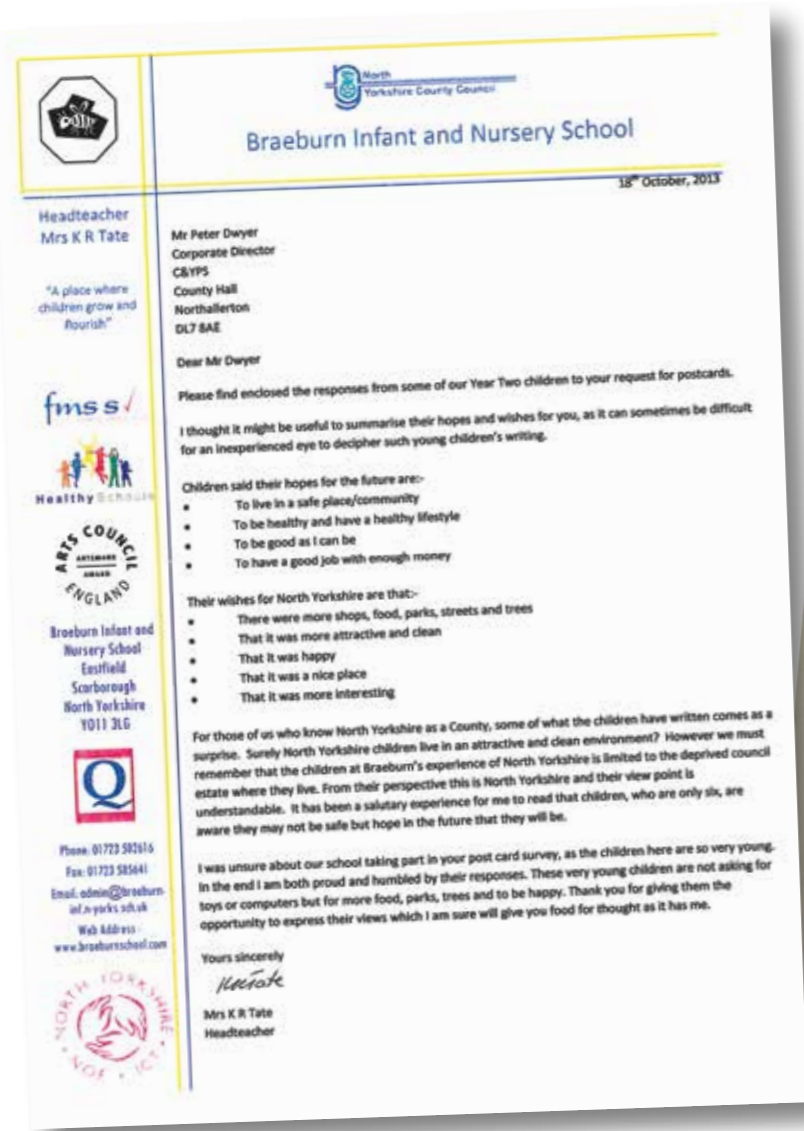 North
Yorkshire County Council
Braeburn Infant and Nursery School
18th October, 2013
Headteacher
Mrs K R Tate
"A place where
children grow and
flourish"
fmss
Healthy Schools
ARTS COUNCIL
ARTSMARK
AWARD
ENGLAND
Braeburn Infant and
Nursery School
Eastfield
Scarborough
North Yorkshire
YO11 3LG
Q
Phone: 01723 582616
Fax: 01723 585641
Email: admin@braeburn-
inf.n-yorks.sch.uk
Web Address -
www.braeburnschool.com
NORTH YORKSHIRE
NOF • ICT
Mr Peter Dwyer
Corporate Director
C&YPS
County Hall
Northallerton
DL7 8AE
Dear Mr Dwyer
Please find enclosed the responses from some of our Year Two children to your request for postcards.
I thought it might be useful to summarise their hopes and wishes for you, as it can sometimes be difficult
for an inexperienced eye to decipher such young children's writing.
Children said their hopes for the future are:-
• To live in a safe place/community
• To be healthy and have a healthy lifestyle
• To be good as I can be
• To have a good job with enough money
Their wishes for North Yorkshire are that:-
• There were more shops, food, parks, streets and trees
• That it was more attractive and clean
• That it was happy
• That it was a nice place
• That it was more interesting
For those of us who know North Yorkshire as a County, some of what the children have written comes as a
surprise. Surely North Yorkshire children live in an attractive and clean environment? However we must
remember that the children at Braeburn's experience of North Yorkshire is limited to the deprived council
estate where they live. From their perspective this is North Yorkshire and their view point is
understandable. It has been a salutary experience for me to read that children, who are only six, are
aware they may not be safe but hope in the future that they will be.
I was unsure about our school taking part in your post card survey, as the children here are so very young.
In the end I am both proud and humbled by their responses. These very young children are not asking for
toys or computers but for more food, parks, trees and to be happy. Thank you for giving them the
opportunity to express their views which I am sure will give you food for thought as it has me.
Yours sincerely
Mrs K R Tate
Headteacher